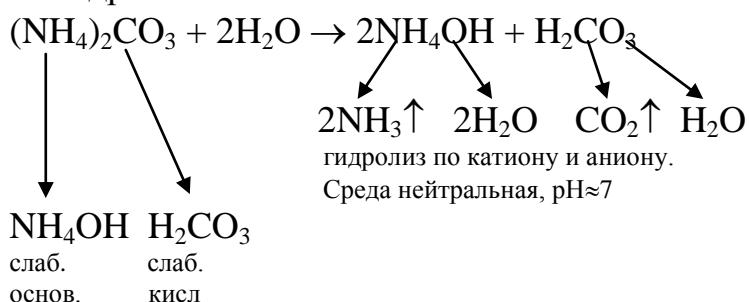 (NH₄)₂CO₃ + 2H₂O → 2NH₄OH + H₂CO₃
2NH₃↑ 2H₂O CO₂↑ H₂O
гидролиз по катиону и аниону.
Среда нейтральная, pH≈7
NH₄OH H₂CO₃
слаб. слаб.
основ. кисл